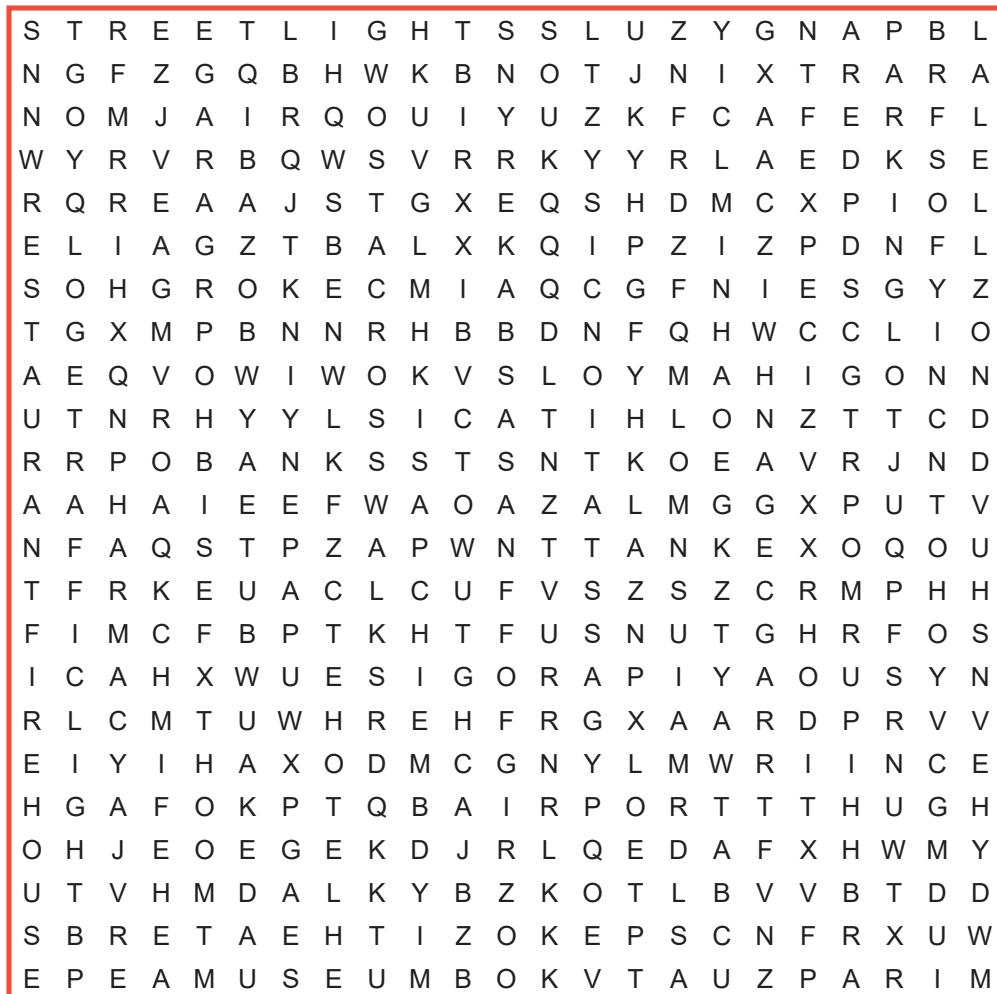 S T R E E T L I G H T S S L U Z Y G N A P B L
N G F Z G Q B H W K B N O T J N I X T R A R A
N O M J A I R Q O U I Y U Z K F C A F E R F L
W Y R V R B Q W S V R R K Y Y R L A E D K S E
R Q R E A A J S T G X E Q S H D M C X P I O L
E L I A G Z T B A L X K Q I P Z I Z P D N F L
S O H G R O K E C M I A Q C G F N I E S G Y Z
T G X M P B N N R H B B D N F Q H W C C L I O
A E Q V O W I W O K V S L O Y M A H I G O N N
U T N R H Y Y L S I C A T I H L O N Z T T C D
R R P O B A N K S S T S N T K O E A V R J N D
A A H A I E E F W A O A Z A L M G G X P U T V
N F A Q S T P Z A P W N T T A N K E X O Q O U
T F R K E U A C L C U F V S Z S Z C R M P H H
F I M C F B P T K H T F U S N U T G H R F O S
I C A H X W U E S I G O R A P I Y A O U S Y N
R L C M T U W H R E H F R G X A A R D P R V V
E I Y I H A X O D M C G N Y L M W R I I N C E
H G A F O K P T Q B A I R P O R T T T H U G H
O H J E O E G E K D J R L Q E D A F X H W M Y
U T V H M D A L K Y B Z K O T L B V V B T D D
S B R E T A E H T I Z O K E P S C N F R X U W
E P E A M U S E U M B O K V T A U Z P A R I M